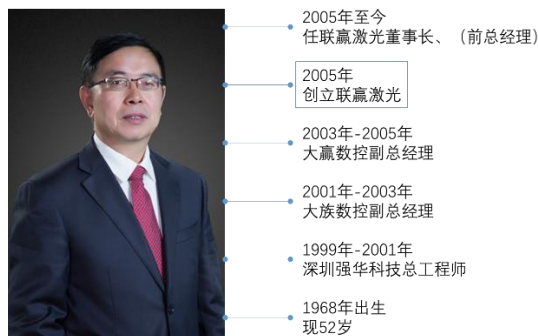 2005年至今
任联赢激光董事长、（前总经理）
2005年
创立联赢激光
2003年-2005年
大赢数控副总经理
2001年-2003年
大族数控副总经理
1999年-2001年
深圳强华科技总工程师
1968年出生
现52岁